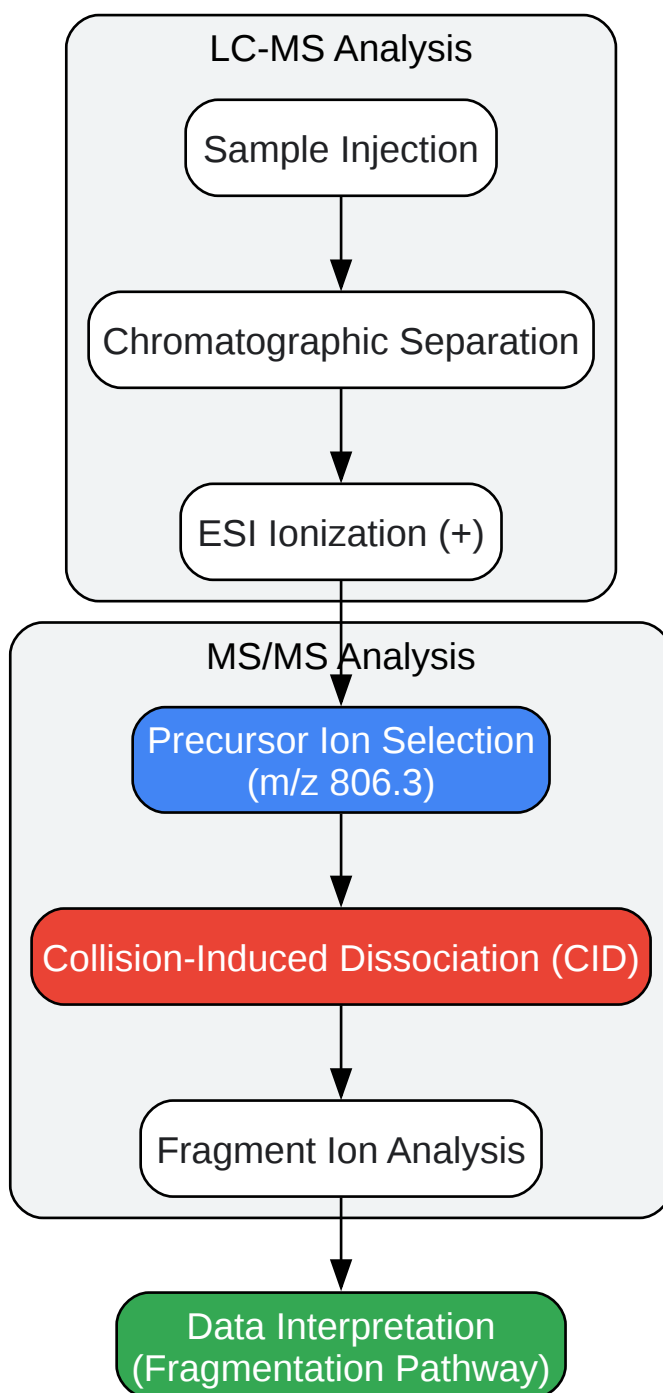 LC-MS Analysis
Sample Injection
Chromatographic Separation
ESI Ionization (+)
MS/MS Analysis
Precursor Ion Selection
(m/z 806.3)
Collision-Induced Dissociation (CID)
Fragment Ion Analysis
Data Interpretation
(Fragmentation Pathway)